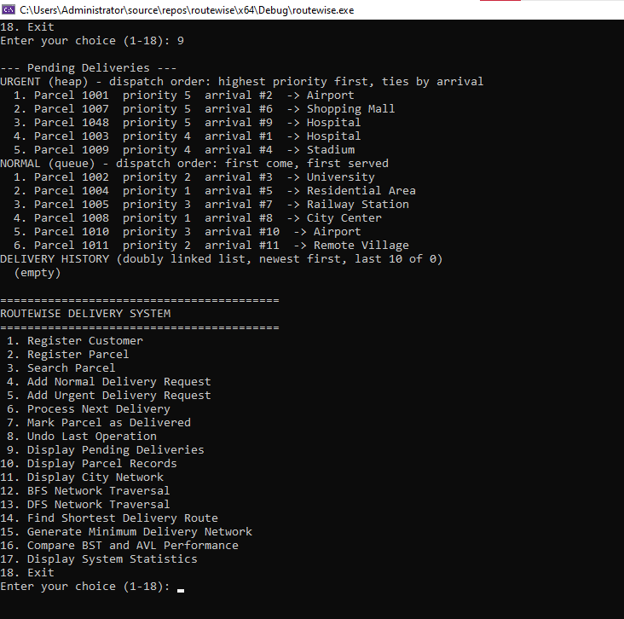 C:\Users\Administrator\source\repos\routewise\x64\Debug\routewise.exe
18. Exit
Enter your choice (1-18): 9

--- Pending Deliveries ---
URGENT (heap) - dispatch order: highest priority first, ties by arrival
  1. Parcel 1001  priority 5  arrival #2  -> Airport
  2. Parcel 1007  priority 5  arrival #6  -> Shopping Mall
  3. Parcel 1048  priority 5  arrival #9  -> Hospital
  4. Parcel 1003  priority 4  arrival #1  -> Hospital
  5. Parcel 1009  priority 4  arrival #4  -> Stadium
NORMAL (queue) - dispatch order: first come, first served
  1. Parcel 1002  priority 2  arrival #3  -> University
  2. Parcel 1004  priority 1  arrival #5  -> Residential Area
  3. Parcel 1005  priority 3  arrival #7  -> Railway Station
  4. Parcel 1008  priority 1  arrival #8  -> City Center
  5. Parcel 1010  priority 3  arrival #10  -> Airport
  6. Parcel 1011  priority 2  arrival #11  -> Remote Village
DELIVERY HISTORY (doubly linked list, newest first, last 10 of 0)
  (empty)

==========================================
ROUTEWISE DELIVERY SYSTEM
==========================================
 1. Register Customer
 2. Register Parcel
 3. Search Parcel
 4. Add Normal Delivery Request
 5. Add Urgent Delivery Request
 6. Process Next Delivery
 7. Mark Parcel as Delivered
 8. Undo Last Operation
 9. Display Pending Deliveries
10. Display Parcel Records
11. Display City Network
12. BFS Network Traversal
13. DFS Network Traversal
14. Find Shortest Delivery Route
15. Generate Minimum Delivery Network
16. Compare BST and AVL Performance
17. Display System Statistics
18. Exit
Enter your choice (1-18):